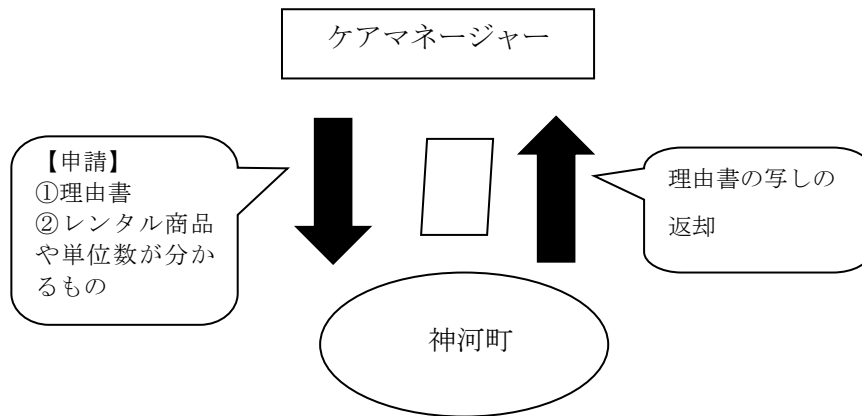 ケアマネージャー
【申請】
①理由書
②レンタル商品
や単位数が分か
るもの
理由書の写しの
返却
神河町